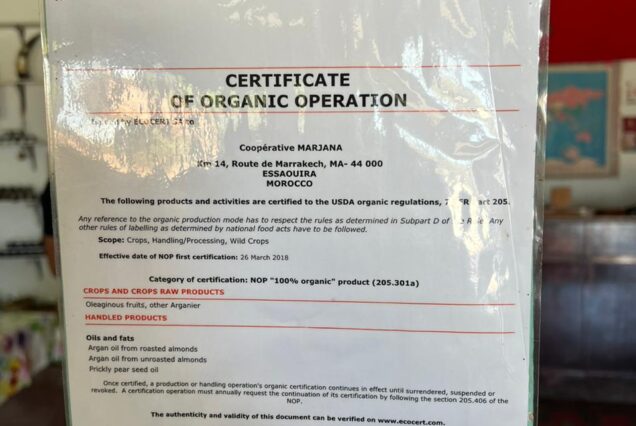 CERTIFICATE
OF ORGANIC OPERATION
by ECOCERT
Coopérative MARJANA
Km 14, Route de Marrakech, MA- 44 000
ESSAOUIRA
MOROCCO
The following products and activities are certified to the USDA organic regulations, 7 Part 205.
Any reference to the organic production mode has to respect the rules as determined in Subpart D of the Rule. Any
other rules of labelling as determined by national food acts have to be followed.
Scope: Crops, Handling/Processing, Wild Crops
Effective date of NOP first certification: 26 March 2018
Category of certification: NOP "100% organic" product (205.301a)
CROPS AND CROPS RAW PRODUCTS
Oleaginous fruits, other Arganier
HANDLED PRODUCTS
Oils and fats
Argan oil from roasted almonds
Argan oil from unroasted almonds
Prickly pear seed oil
Once certified, a production or handling operation's organic certification continues in effect until surrendered, suspended or
revoked. A certification operation must annually request the continuation of its certification by following the section 205.406 of the
NOP.
The authenticity and validity of this document can be verified on www.ecocert.com.